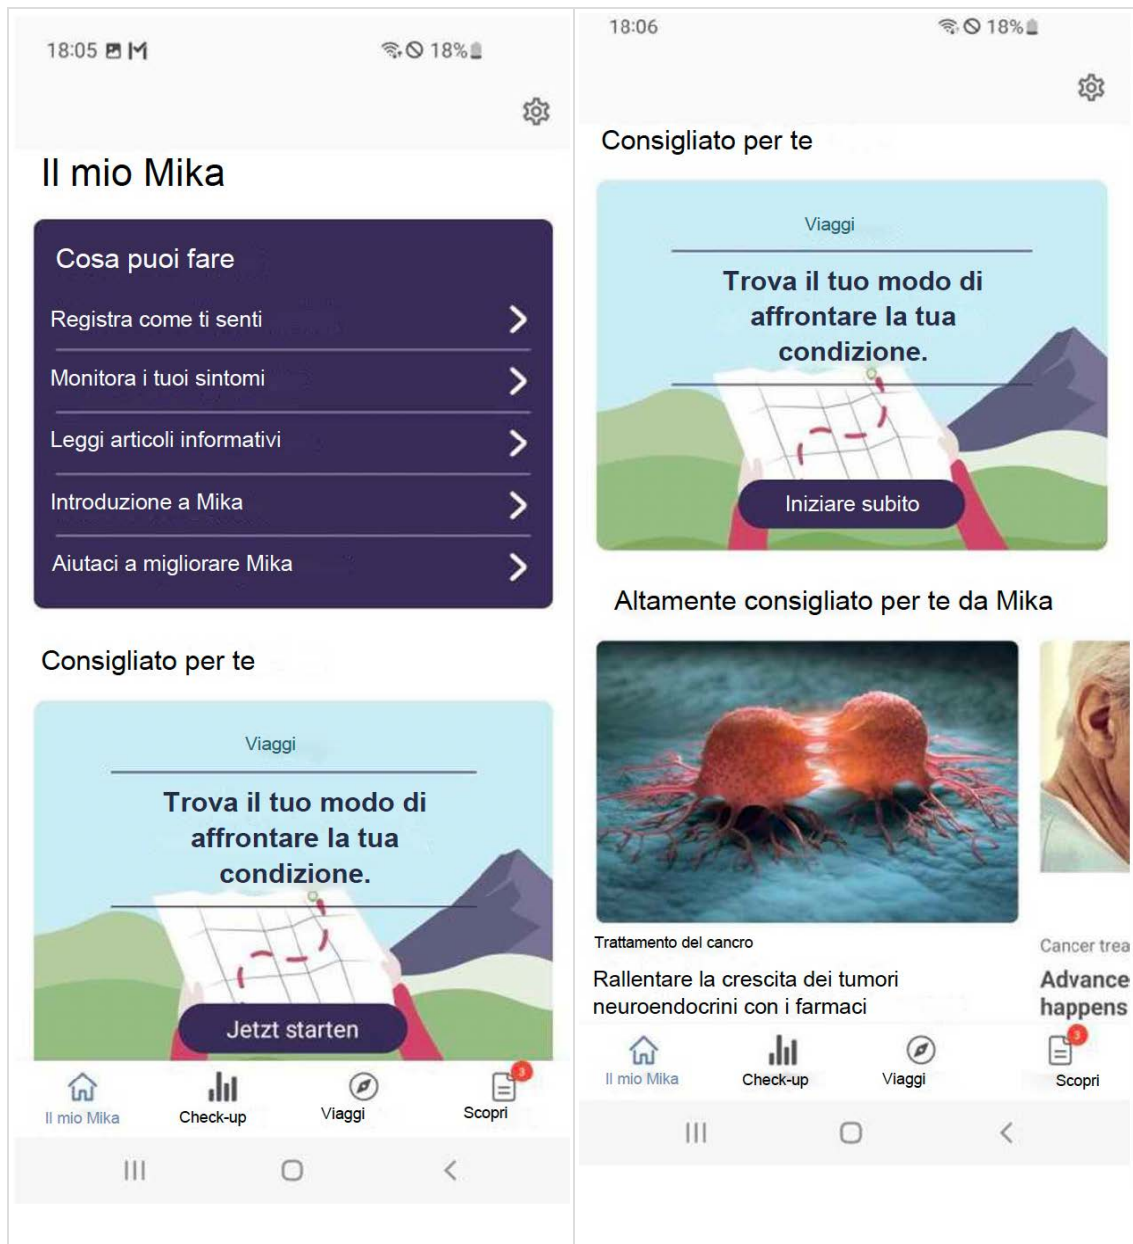 18:05
18%
Il mio Mika
Cosa puoi fare
Registra come ti senti
Monitora i tuoi sintomi
Leggi articoli informativi
Introduzione a Mika
Aiutaci a migliorare Mika
Consigliato per te
Viaggi
Trova il tuo modo di
affrontare la tua
condizione.
Jetzt starten
Il mio Mika
Check-up
Viaggi
3
Scopri
18:06
18%
Consigliato per te
Viaggi
Trova il tuo modo di
affrontare la tua
condizione.
Iniziare subito
Altamente consigliato per te da Mika
Trattamento del cancro
Rallentare la crescita dei tumori
neuroendocrini con i farmaci
Cancer trea
Advance
happens
Il mio Mika
Check-up
Viaggi
3
Scopri